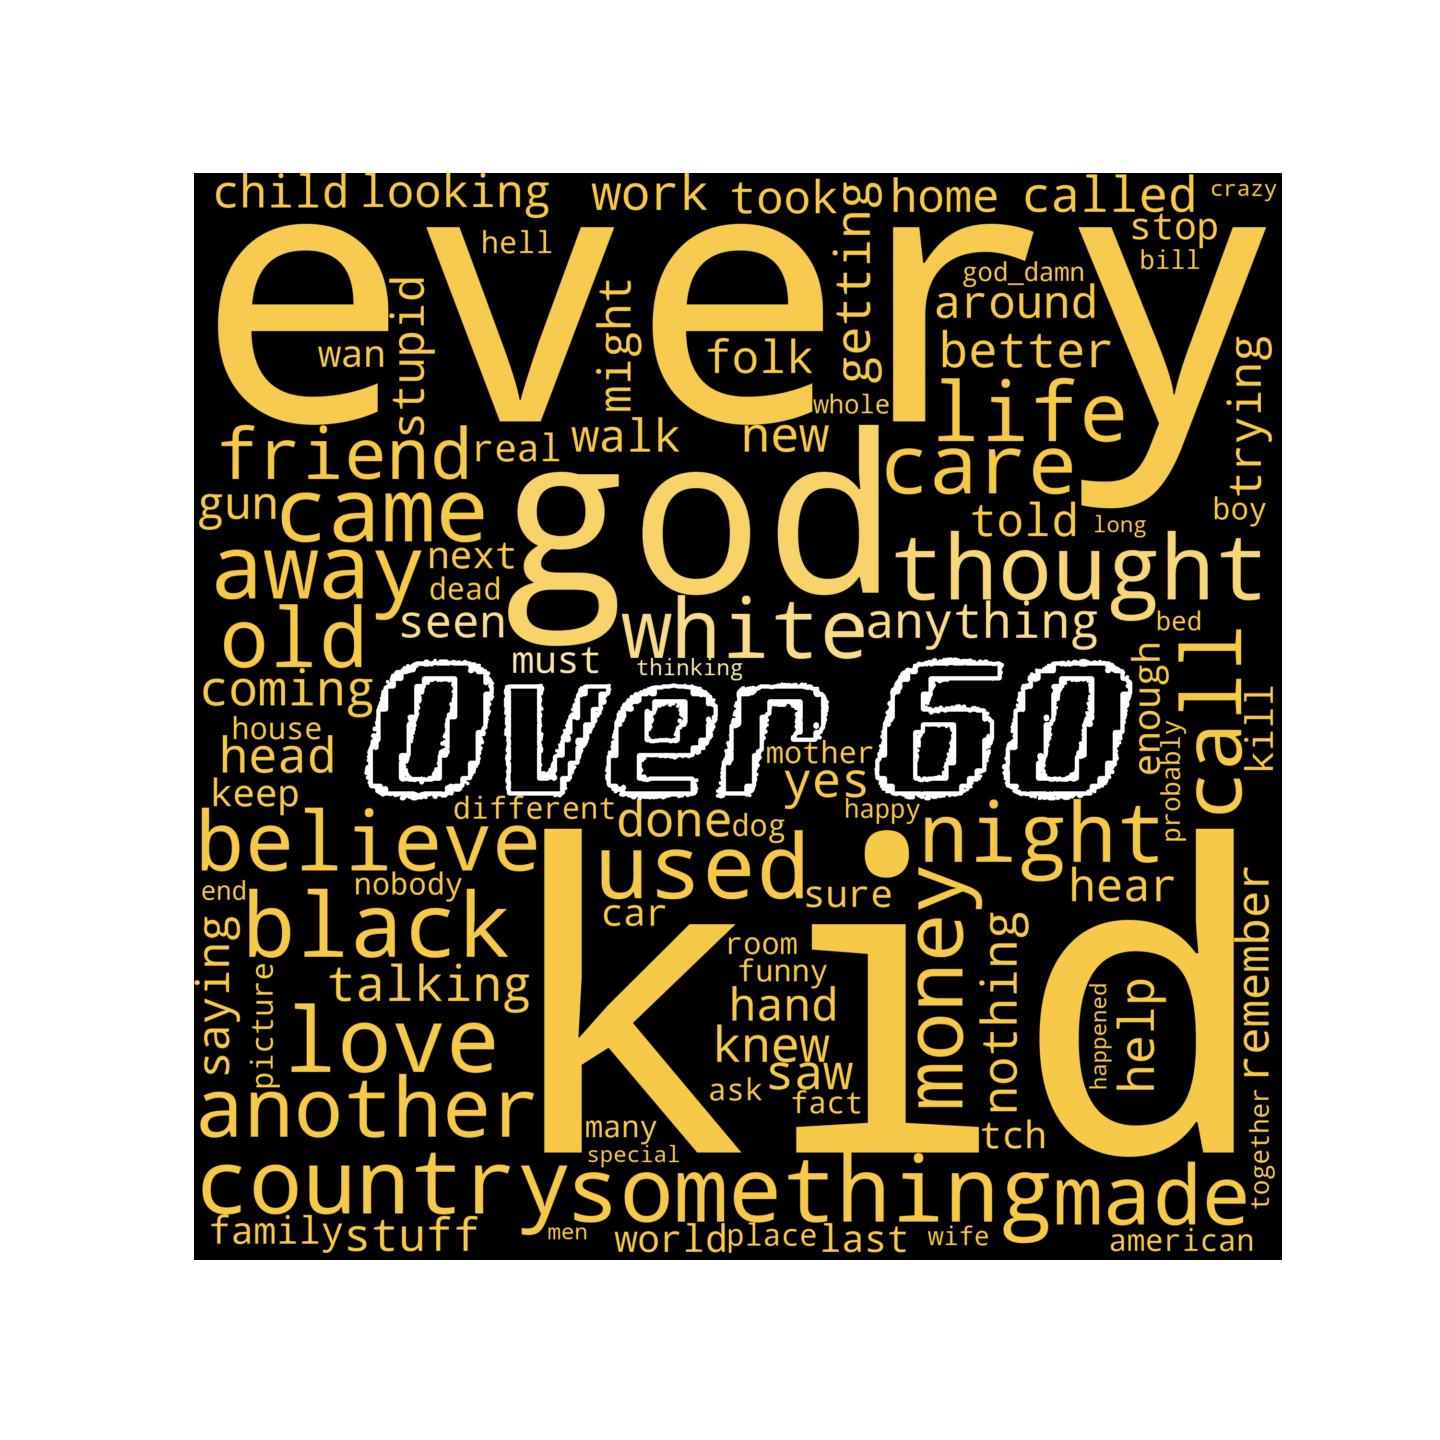 child looking work took getting home called crazy
every
hell
stop
bill
god_damn
stupid
might
around
wan
folk
better
trying
whole
life
friend
real
walk
new
care
gun
came
god
told
long
boy
away
next
thought
dead
old
seen
white
anything
bed
must
thinking
coming
Over 60
enough
call
kill
house
head
mother
probably
keep
yes
different
happy
believe
done
dog
night
used
end
nobody
sure
hear
black
car
kid
money
remember
saying
picture
talking
room
funny
nothing
happened
help
love
hand
knew
saw
ask
fact
another
many
tch
together
special
country
something
made
family
stuff
men
world
place
last
wife
american